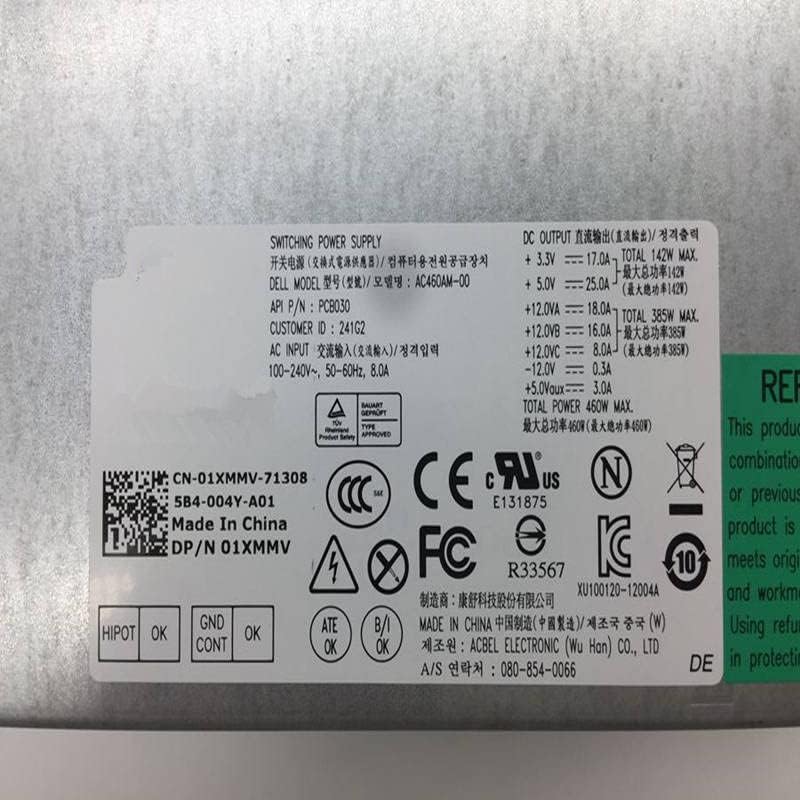 SWITCHING POWER SUPPLY
开关电源 (交換式電源供應器) / 컴퓨터용전원공급장치
DELL MODEL 型号 (型號) / 모델명 : AC460AM-00
API P/N : PCB030
CUSTOMER ID : 241G2
AC INPUT 交流输入 (交流輸入) / 정격입력
100-240V~, 50-60Hz, 8.0A
DC OUTPUT 直流输出 (直流輸出) / 정격출력
+ 3.3V 17.0A TOTAL 142W MAX.
最大总功率142W
+ 5.0V 25.0A (最大總功率142W)
+12.0VA 18.0A TOTAL 385W MAX.
+12.0VB 16.0A 最大总功率385W
+12.0VC 8.0A (最大總功率385W)
-12.0V 0.3A
+5.0Vaux 3.0A
TOTAL POWER 460W MAX.
最大总功率460W (最大總功率460W)
TÜV
Rheinland
Product Safety
BAUART
GEPRÜFT
TYPE
APPROVED
CN-01XMMV-71308
5B4-004Y-A01
Made In China
DP/N 01XMMV
CCC S&E
CE
c UR US
E131875
N
FC
R33567
KC
XU100120-12004A
10
HIPOT OK
GND CONT OK
ATE OK
B/I OK
制造商 : 康舒科技股份有限公司
MADE IN CHINA 中国制造 (中國製造) / 제조국 중국 (W)
제조원 : ACBEL ELECTRONIC (Wu Han) CO., LTD
A/S 연락처 : 080-854-0066
DE
This
or previous
product is
meets
and
Using
in